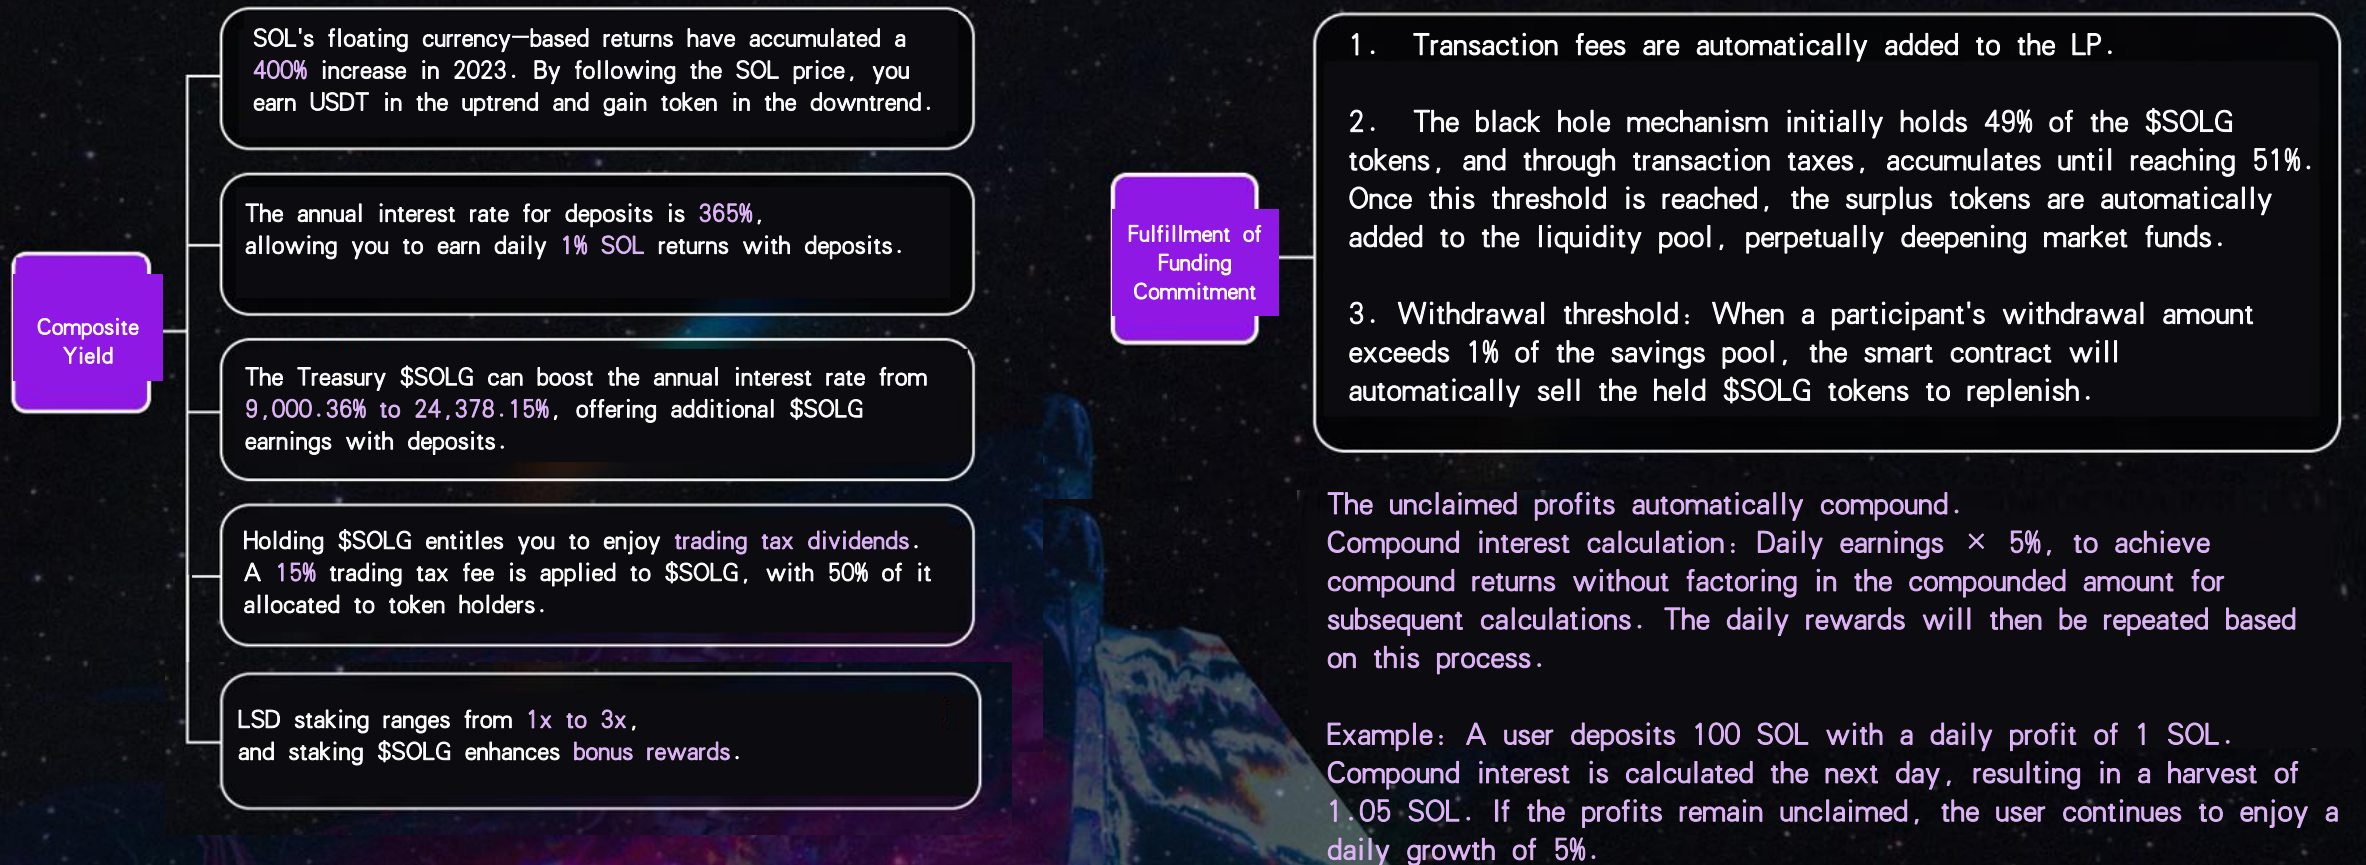 Composite
Yield
SOL's floating currency—based returns have accumulated a
400% increase in 2023. By following the SOL price, you
earn USDT in the uptrend and gain token in the downtrend.
The annual interest rate for deposits is 365%,
allowing you to earn daily 1% SOL returns with deposits.
The Treasury $SOLG can boost the annual interest rate from
9,000.36% to 24,378.15%, offering additional $SOLG
earnings with deposits.
Holding $SOLG entitles you to enjoy trading tax dividends.
A 15% trading tax fee is applied to $SOLG, with 50% of it
allocated to token holders.
LSD staking ranges from 1x to 3x,
and staking $SOLG enhances bonus rewards.
Fulfillment of
Funding
Commitment
1. Transaction fees are automatically added to the LP.
2. The black hole mechanism initially holds 49% of the $SOLG
tokens, and through transaction taxes, accumulates until reaching 51%.
Once this threshold is reached, the surplus tokens are automatically
added to the liquidity pool, perpetually deepening market funds.
3. Withdrawal threshold: When a participant's withdrawal amount
exceeds 1% of the savings pool, the smart contract will
automatically sell the held $SOLG tokens to replenish.
The unclaimed profits automatically compound.
Compound interest calculation: Daily earnings × 5%, to achieve
compound returns without factoring in the compounded amount for
subsequent calculations. The daily rewards will then be repeated based
on this process.
Example: A user deposits 100 SOL with a daily profit of 1 SOL.
Compound interest is calculated the next day, resulting in a harvest of
1.05 SOL. If the profits remain unclaimed, the user continues to enjoy a
daily growth of 5%.